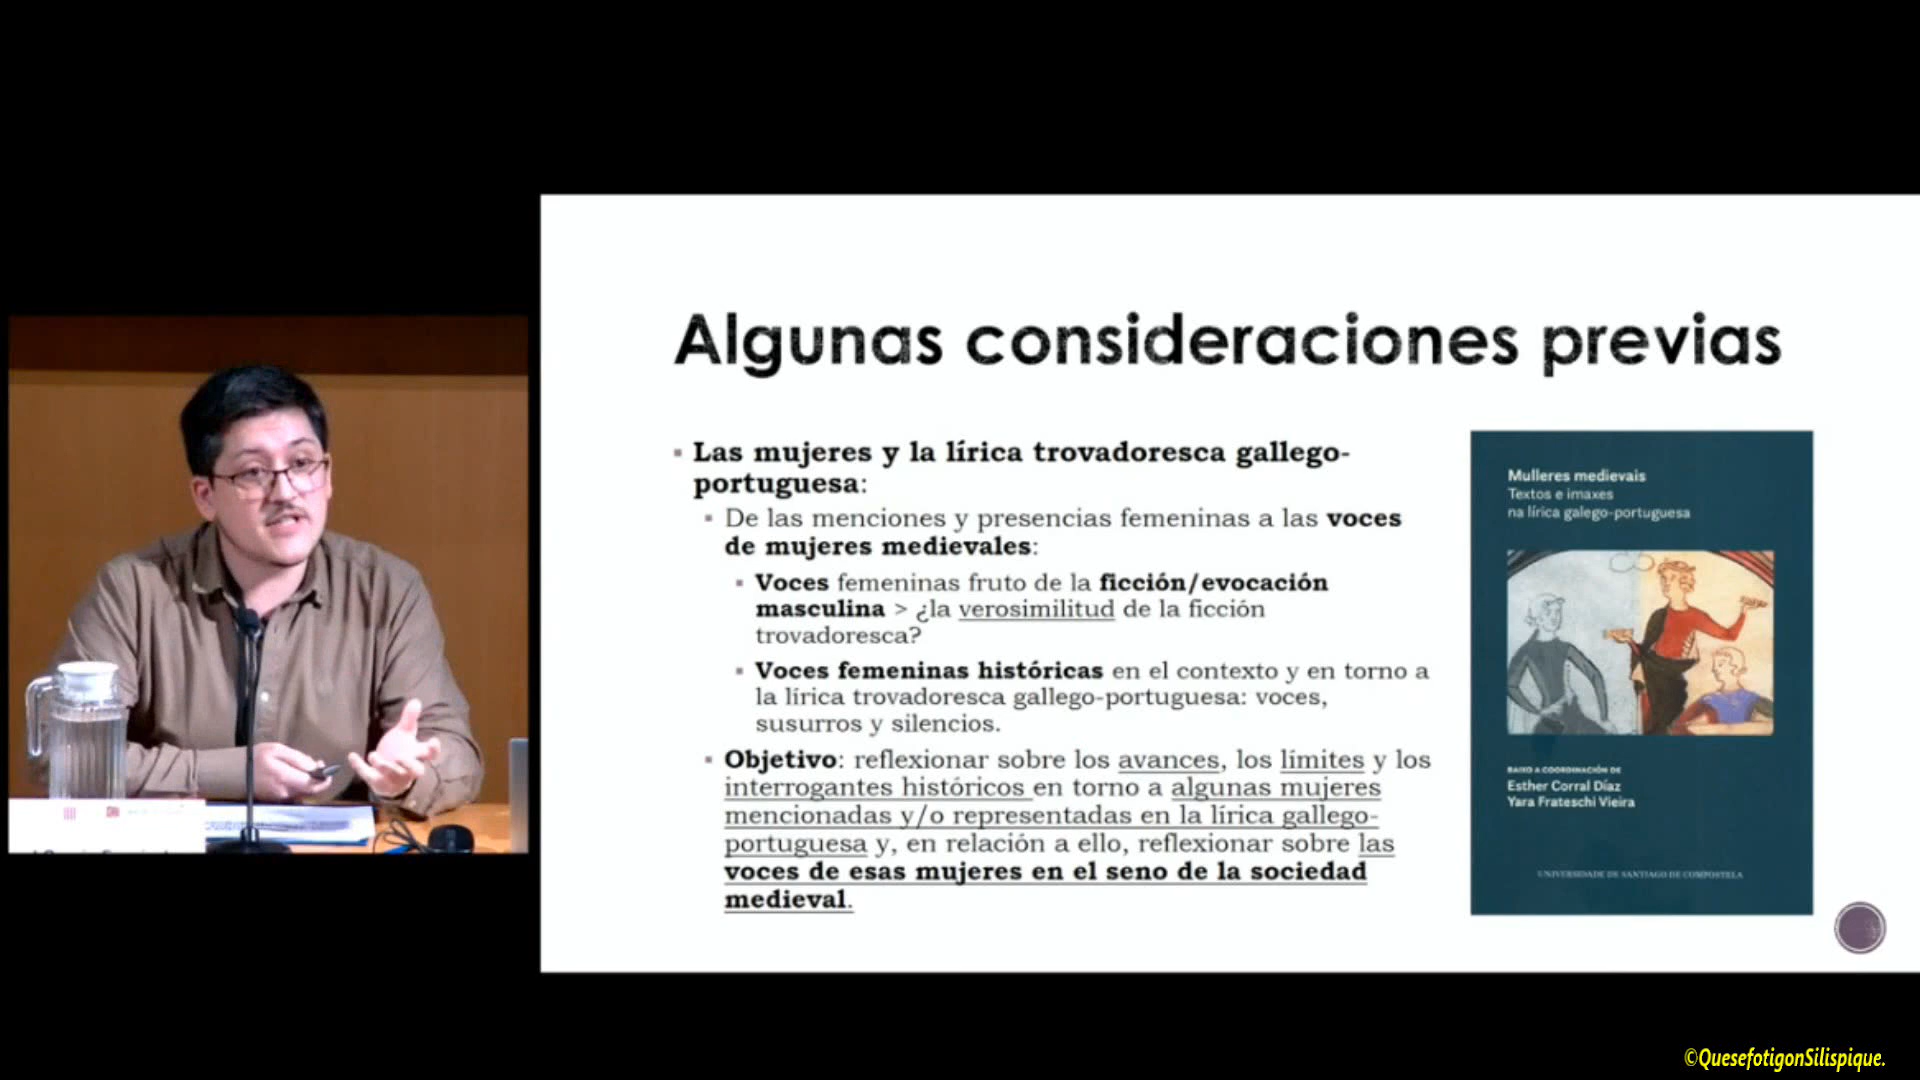 Algunas consideraciones previas
▪ Las mujeres y la lírica trovadoresca gallego-
portuguesa:
▪ De las menciones y presencias femeninas a las voces
de mujeres medievales:
▪ Voces femeninas fruto de la ficción/evocación
masculina > ¿la verosimilitud de la ficción
trovadoresca?
▪ Voces femeninas históricas en el contexto y en torno a
la lírica trovadoresca gallego-portuguesa: voces,
susurros y silencios.
▪ Objetivo: reflexionar sobre los avances, los límites y los
interrogantes históricos en torno a algunas mujeres
mencionadas y/o representadas en la lírica gallego-
portuguesa y, en relación a ello, reflexionar sobre las
voces de esas mujeres en el seno de la sociedad
medieval.
Mulleres medievais
Textos e imaxes
na lírica galego-portuguesa
BAIXO A COORDINACIÓN DE
Esther Corral Díaz
Yara Frateschi Vieira
UNIVERSIDADE DE SANTIAGO DE COMPOSTELA
©QuesefotigonSilispique.